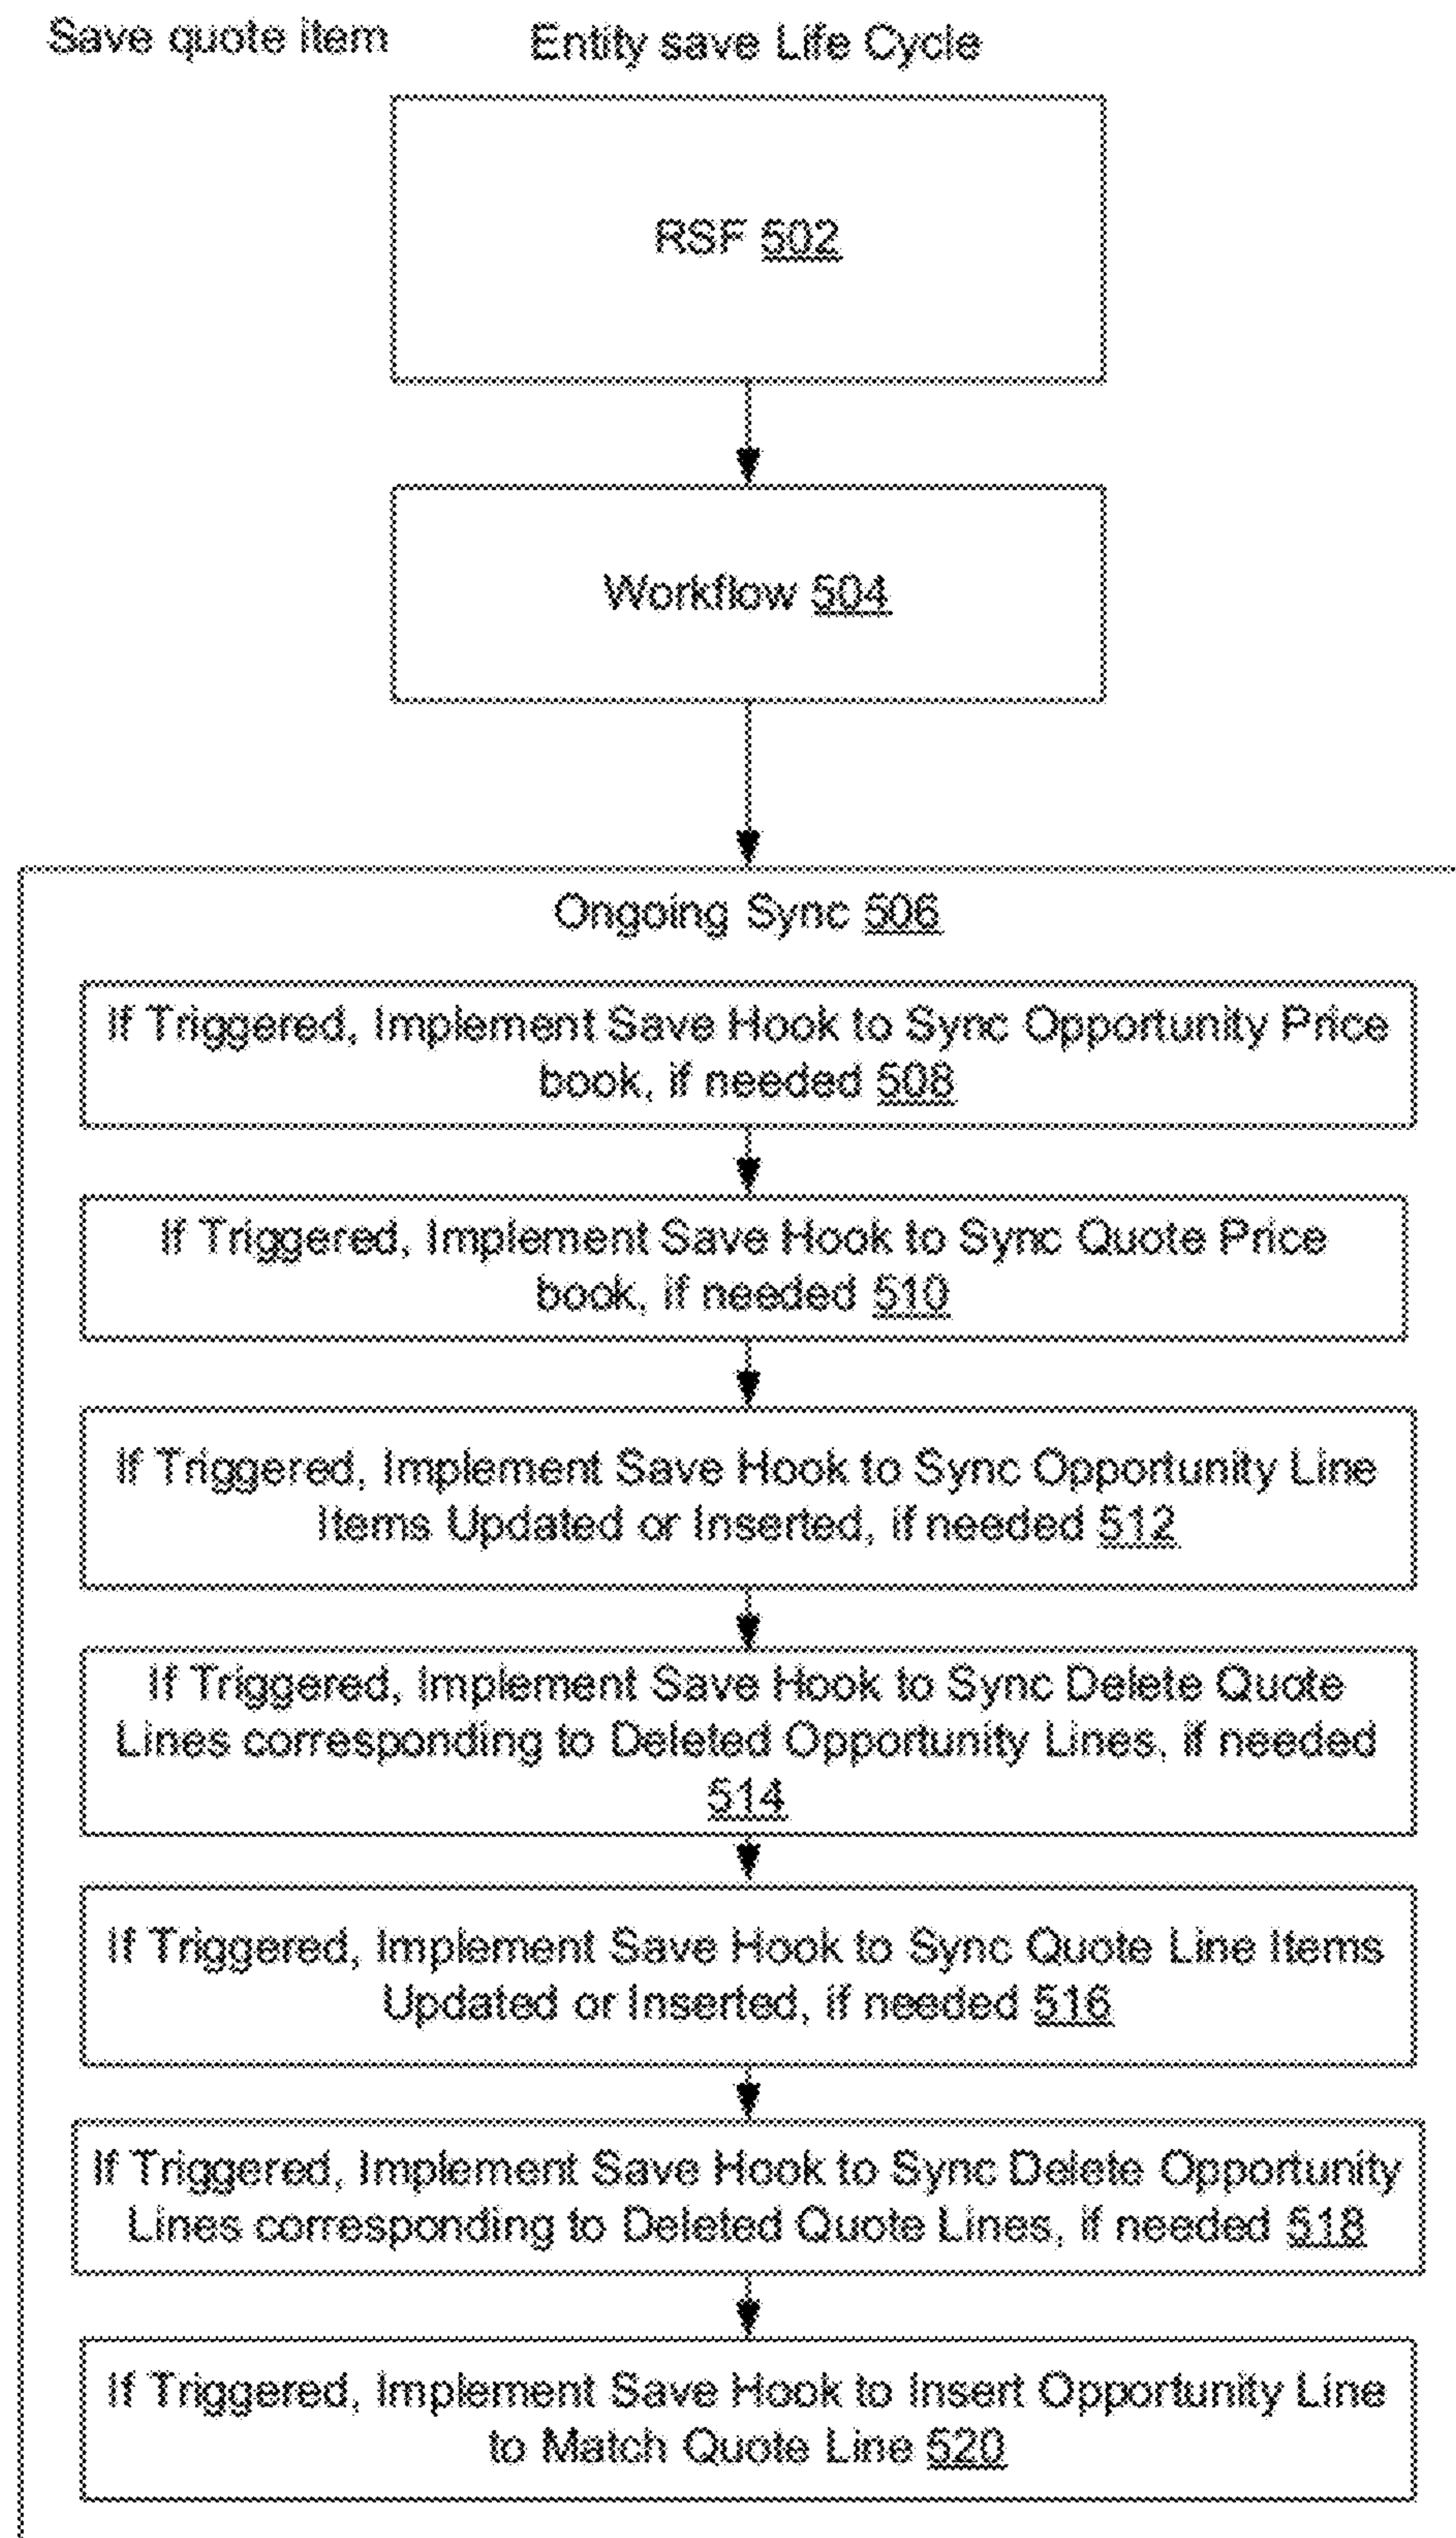 Save quote item
Entity save Life Cycle
RSF 502
Workflow 504
Ongoing Sync 506
If Triggered, Implement Save Hook to Sync Opportunity Price
book, if needed 508
If Triggered, Implement Save Hook to Sync Quote Price
book, if needed 510
If Triggered, Implement Save Hook to Sync Opportunity Line
Items Updated or Inserted, if needed 512
If Triggered, Implement Save Hook to Sync Delete Quote
Lines corresponding to Deleted Opportunity Lines, if needed
514
If Triggered, Implement Save Hook to Sync Quote Line Items
Updated or Inserted, if needed 516
If Triggered, Implement Save Hook to Sync Delete Opportunity
Lines corresponding to Deleted Quote Lines, if needed 518
If Triggered, Implement Save Hook to Insert Opportunity Line
to Match Quote Line 520